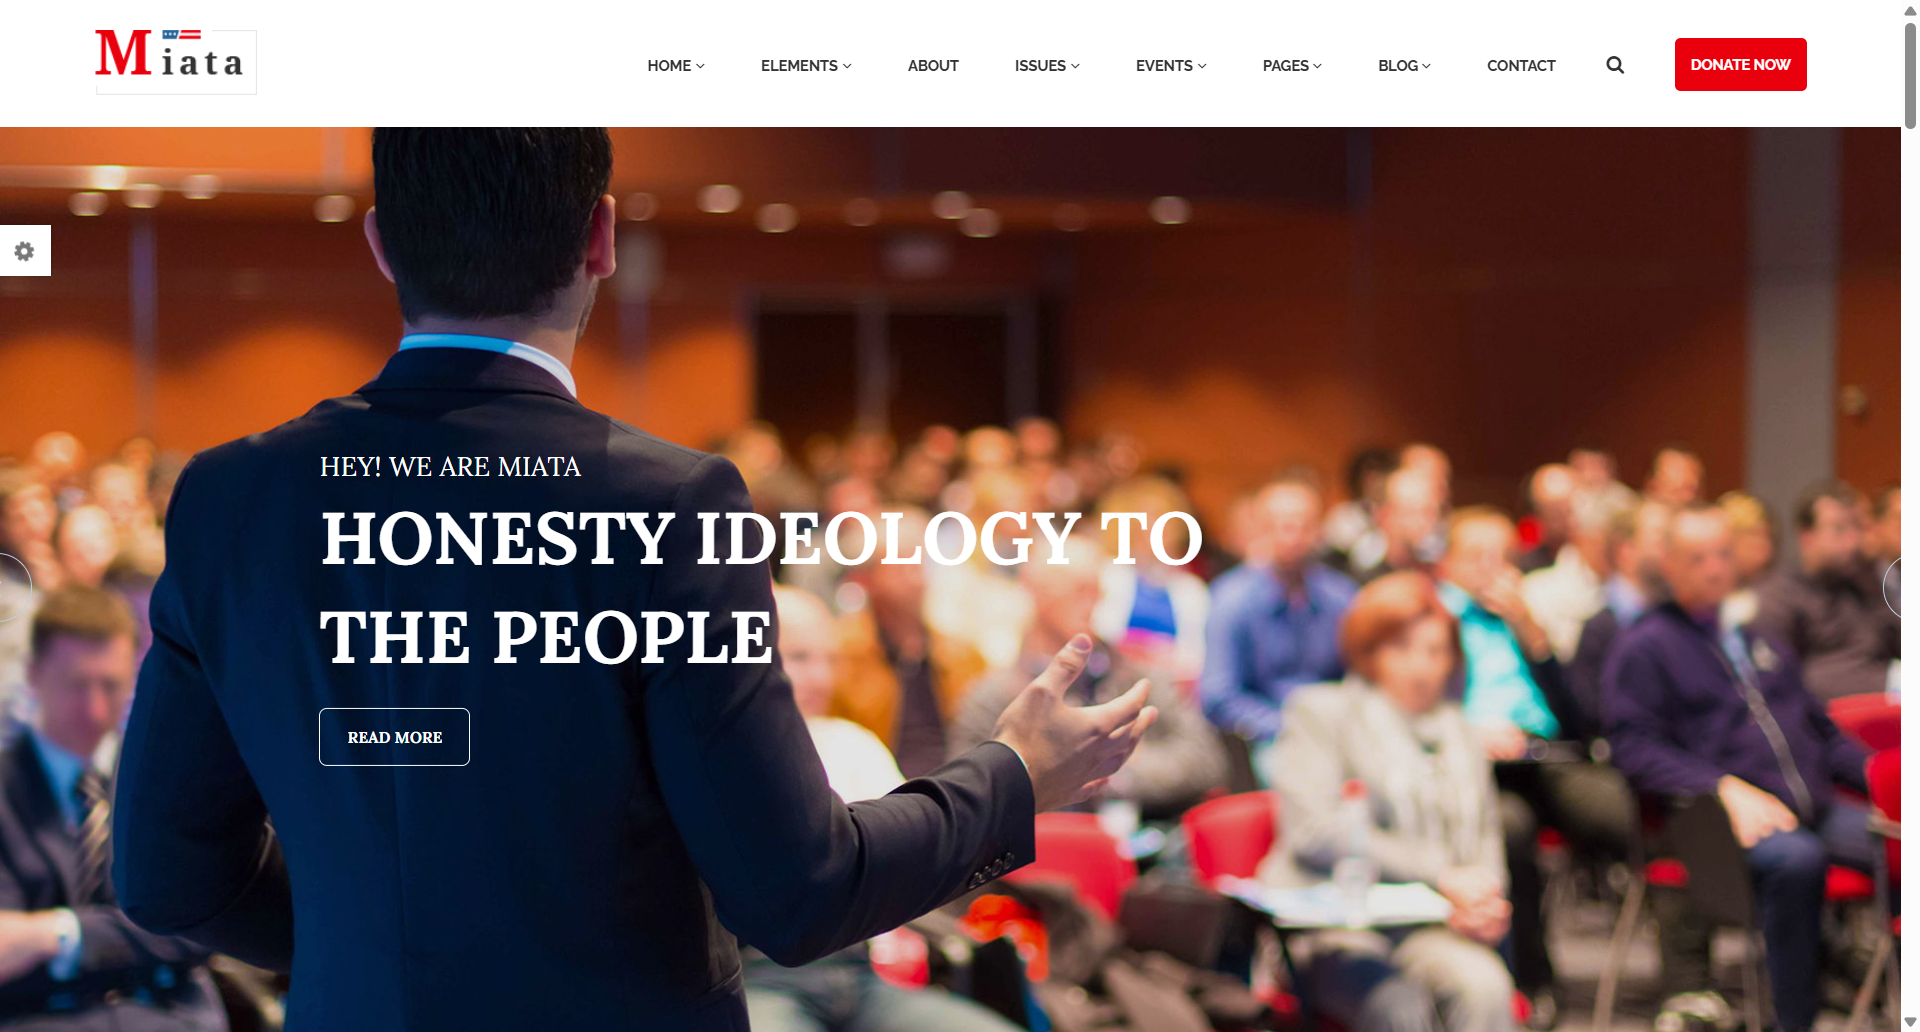 Miata
HOME
ELEMENTS
ABOUT
ISSUES
EVENTS
PAGES
BLOG
CONTACT
DONATE NOW
HEY! WE ARE MIATA
HONESTY IDEOLOGY TO
THE PEOPLE
READ MORE